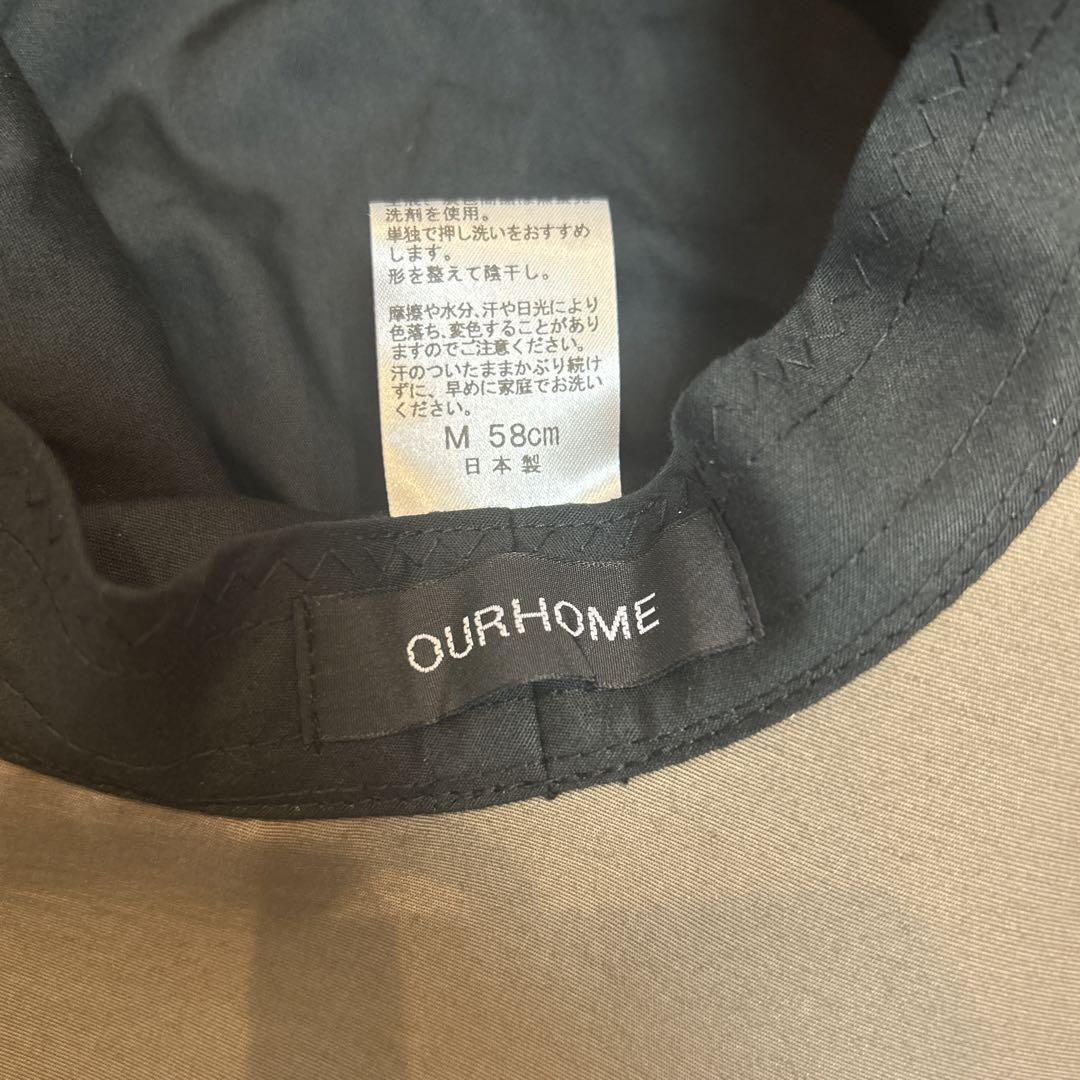 洗剤を使用。
単独で押し洗いをおすすめ
します。
形を整えて陰干し。
摩擦や水分、汗や日光により
色落ち、変色することがあり
ますのでご注意ください。
汗のついたままかぶり続け
ずに、早めに家庭でお洗い
ください。
M 58cm
日本製
OURHOME